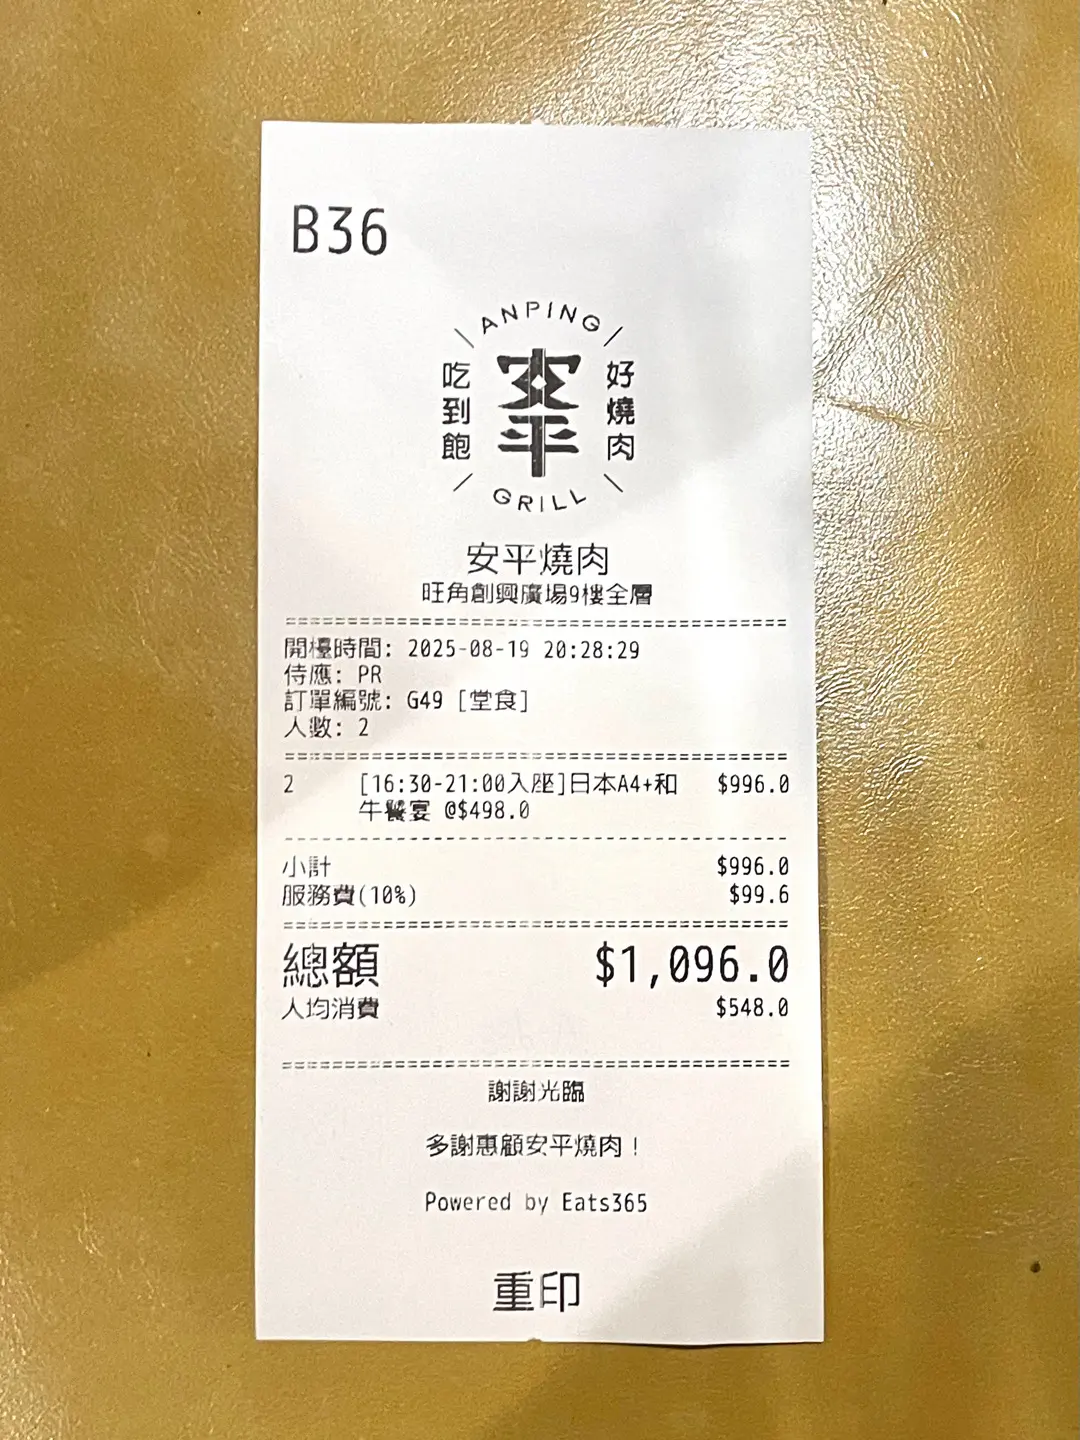 B36
ANPING
吃到飽
安平
好燒肉
GRILL
安平燒肉
旺角創興廣場9樓全層
開檯時間: 2025-08-19 20:28:29
侍應: PR
訂單編號: G49 [堂食]
人數: 2
2 [16:30-21:00入座]日本A4+和 $996.0
牛饗宴 @$498.0
小計 $996.0
服務費(10%) $99.6
總額 $1,096.0
人均消費 $548.0
謝謝光臨
多謝惠顧安平燒肉！
Powered by Eats365
重印